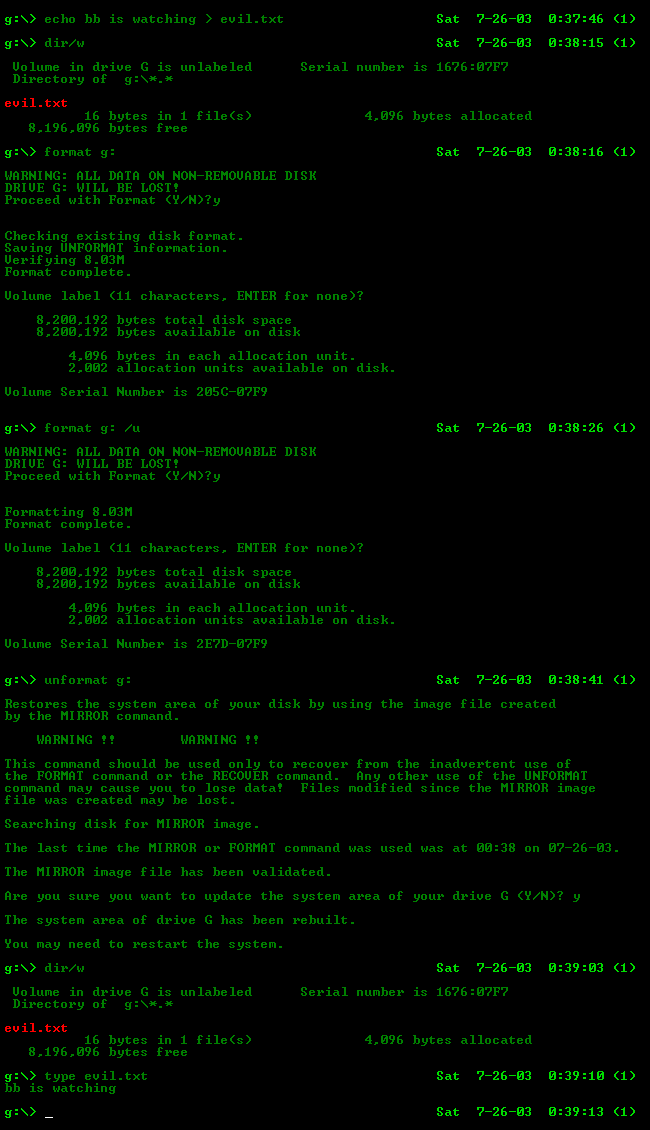 g:\> echo bb is watching > evil.txt Sat 7-26-03 0:37:46 (1)
g:\> dir/w Sat 7-26-03 0:38:15 (1)
Volume in drive G is unlabeled Serial number is 1676:07F7
Directory of g:\*.*
evil.txt
16 bytes in 1 file(s) 4,096 bytes allocated
8,196,096 bytes free
g:\> format g: Sat 7-26-03 0:38:16 (1)
WARNING: ALL DATA ON NON-REMOVABLE DISK
DRIVE G: WILL BE LOST!
Proceed with Format (Y/N)?y
Checking existing disk format.
Saving UNFORMAT information.
Verifying 8.03M
Format complete.
Volume label (11 characters, ENTER for none)?
8,200,192 bytes total disk space
8,200,192 bytes available on disk
4,096 bytes in each allocation unit.
2,002 allocation units available on disk.
Volume Serial Number is 205C-07F9
g:\> format g: /u Sat 7-26-03 0:38:26 (1)
WARNING: ALL DATA ON NON-REMOVABLE DISK
DRIVE G: WILL BE LOST!
Proceed with Format (Y/N)?y
Formatting 8.03M
Format complete.
Volume label (11 characters, ENTER for none)?
8,200,192 bytes total disk space
8,200,192 bytes available on disk
4,096 bytes in each allocation unit.
2,002 allocation units available on disk.
Volume Serial Number is 2E7D-07F9
g:\> unformat g: Sat 7-26-03 0:38:41 (1)
Restores the system area of your disk by using the image file created
by the MIRROR command.
WARNING !! WARNING !!
This command should be used only to recover from the inadvertent use of
the FORMAT command or the RECOVER command. Any other use of the UNFORMAT
command may cause you to lose data! Files modified since the MIRROR image
file was created may be lost.
Searching disk for MIRROR image.
The last time the MIRROR or FORMAT command was used was at 00:38 on 07-26-03.
The MIRROR image file has been validated.
Are you sure you want to update the system area of your drive G (Y/N)? y
The system area of drive G has been rebuilt.
You may need to restart the system.
g:\> dir/w Sat 7-26-03 0:39:03 (1)
Volume in drive G is unlabeled Serial number is 1676:07F7
Directory of g:\*.*
evil.txt
16 bytes in 1 file(s) 4,096 bytes allocated
8,196,096 bytes free
g:\> type evil.txt Sat 7-26-03 0:39:10 (1)
bb is watching
g:\> _ Sat 7-26-03 0:39:13 (1)